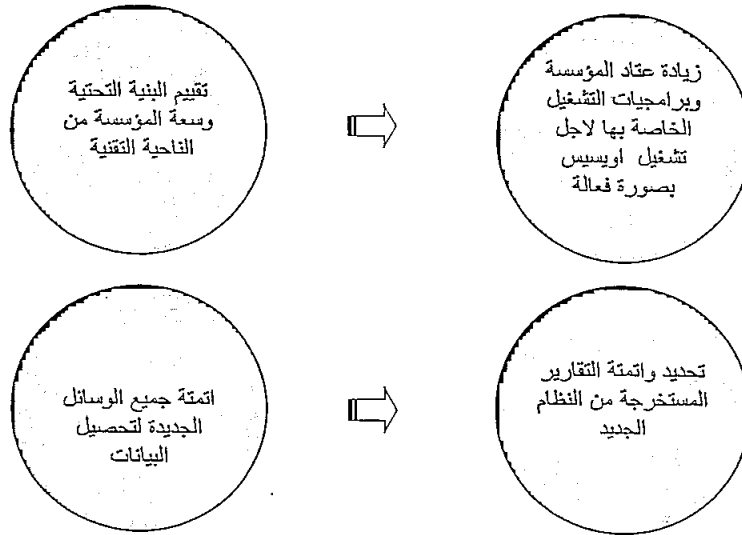 تقييم البنية التحتية
وسعة المؤسسة من
الناحية التقنية
زيادة عتاد المؤسسة
وبرامجيات التشغيل
الخاصة بها لاجل
تشغيل اويسيس
بصورة فعالة
اتمتة جميع الوسائل
الجديدة لتحصيل
البيانات
تحديد واتمتة التقارير
المستخرجة من النظام
الجديد